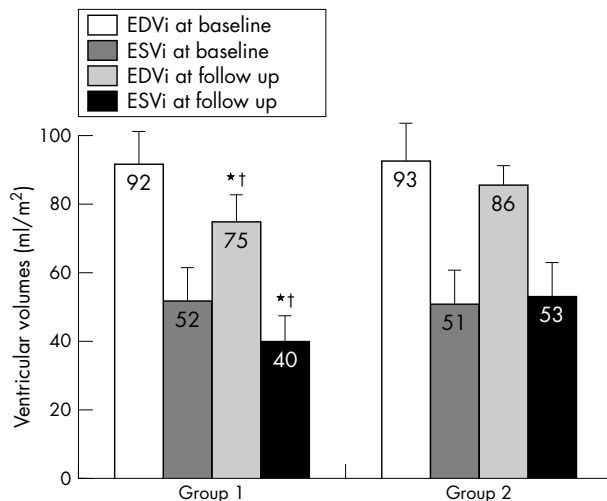 EDVi at baseline
ESVi at baseline
EDVi at follow up
ESVi at follow up
Ventricular volumes (ml/m²)
100
80
60
40
20
0
92
52
★†
75
★†
40
93
51
86
53
Group 1
Group 2